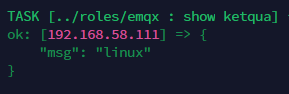 TASK [../roles/emqx : show ketqua]
ok: [192.168.58.111] => {
    "msg": "linux"
}